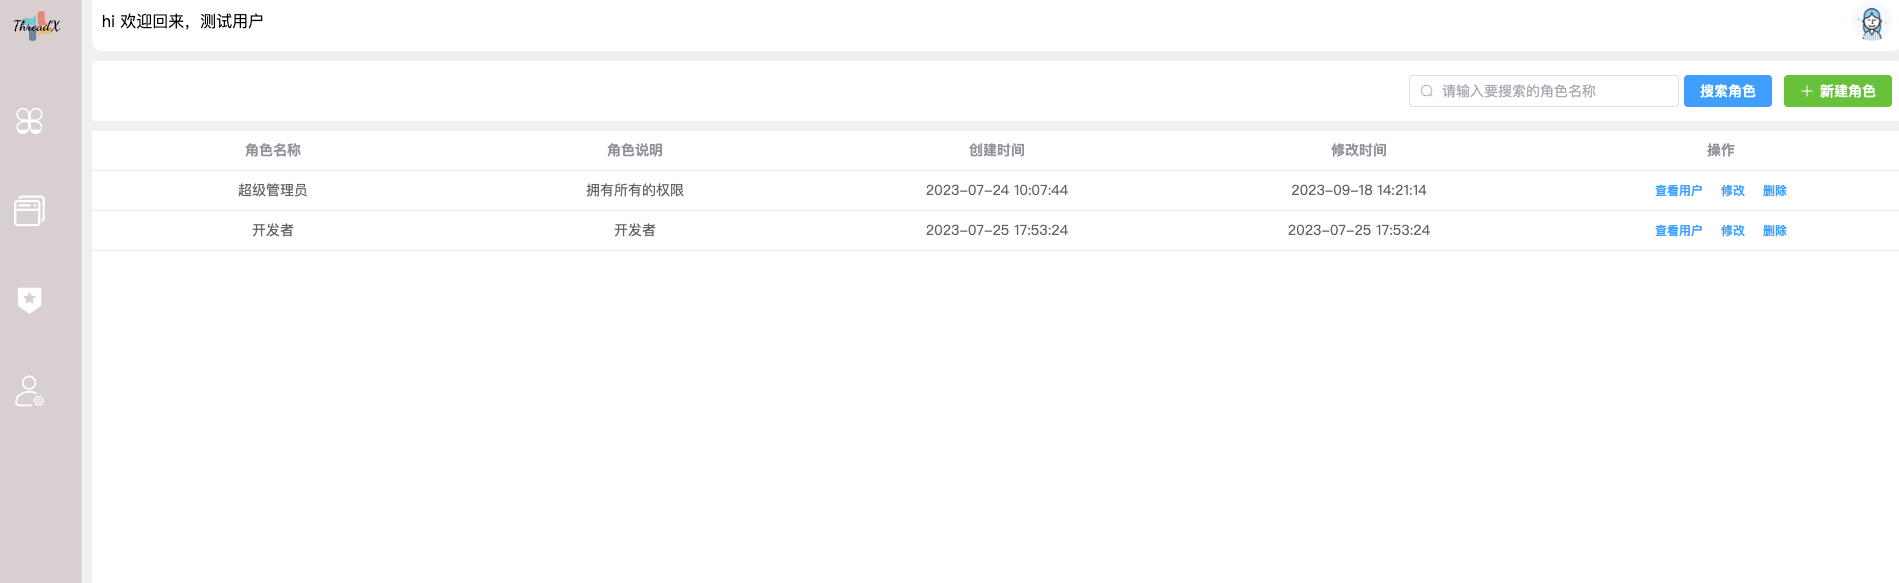 ThreadX
hi 欢迎回来，测试用户
请输入要搜索的角色名称 搜索角色 新建角色
角色名称 角色说明 创建时间 修改时间 操作
超级管理员 拥有所有的权限 2023-07-24 10:07:44 2023-09-18 14:21:14 查看用户 修改 删除
开发者 开发者 2023-07-25 17:53:24 2023-07-25 17:53:24 查看用户 修改 删除